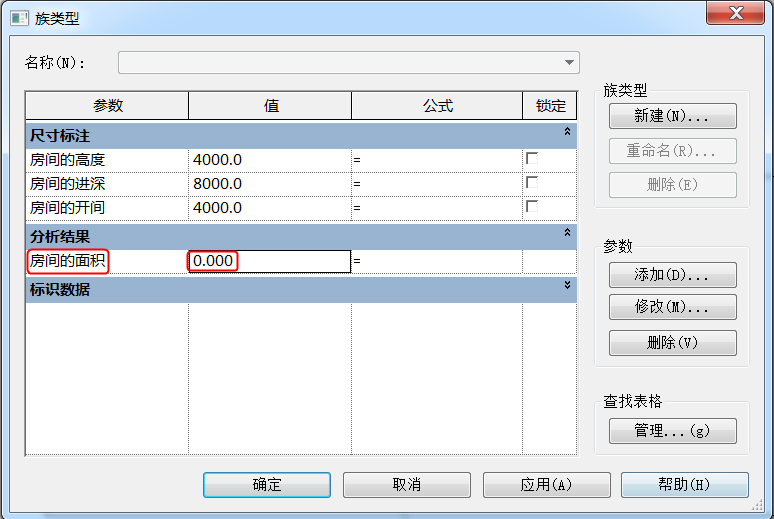 族类型
名称(N):
参数 值 公式 锁定
尺寸标注
房间的高度 4000.0 =
房间的进深 8000.0 =
房间的开间 4000.0 =
分析结果
房间的面积 0.000 =
标识数据
族类型
新建(N)...
重命名(R)...
删除(E)
参数
添加(D)...
修改(M)...
删除(V)
查找表格
管理...(g)
确定 取消 应用(A) 帮助(H)